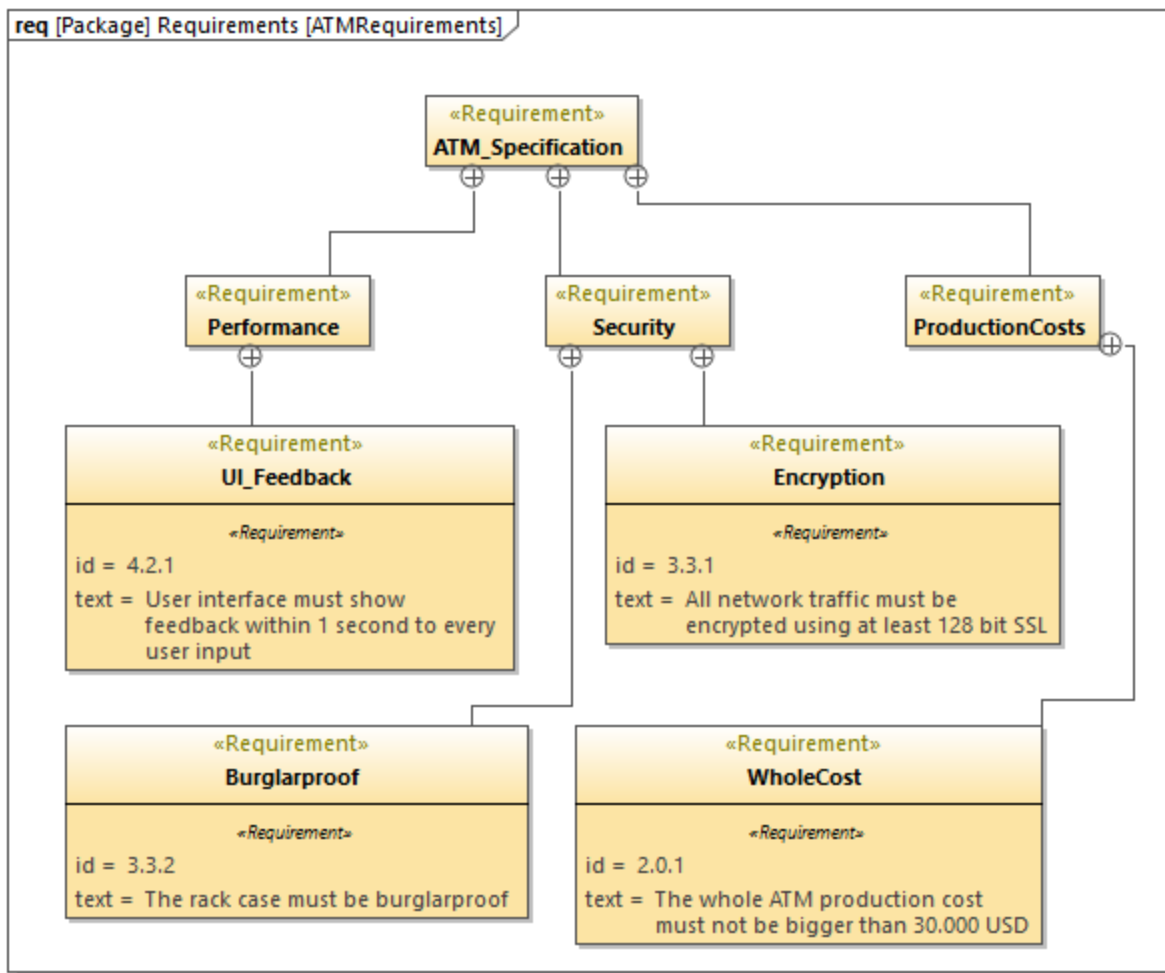 req [Package] Requirements [ATMRequirements]
«Requirement»
ATM_Specification
«Requirement»
Performance
«Requirement»
Security
«Requirement»
ProductionCosts
«Requirement»
UI_Feedback
«Requirement»
id = 4.2.1
text = User interface must show
feedback within 1 second to every
user input
«Requirement»
Encryption
«Requirement»
id = 3.3.1
text = All network traffic must be
encrypted using at least 128 bit SSL
«Requirement»
Burglarproof
«Requirement»
id = 3.3.2
text = The rack case must be burglarproof
«Requirement»
WholeCost
«Requirement»
id = 2.0.1
text = The whole ATM production cost
must not be bigger than 30.000 USD